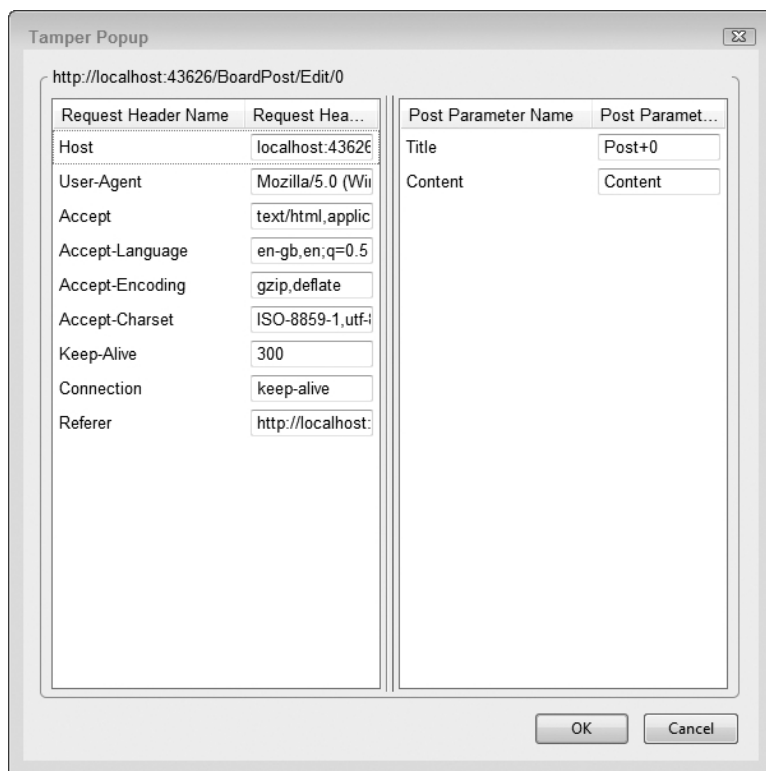 Tamper Popup
http://localhost:43626/BoardPost/Edit/0
Request Header Name Request Hea... Post Parameter Name Post Paramet...
Host localhost:43626 Title Post+0
User-Agent Mozilla/5.0 (Wi Content Content
Accept text/html,applic
Accept-Language en-gb,en;q=0.5
Accept-Encoding gzip,deflate
Accept-Charset ISO-8859-1,utf-
Keep-Alive 300
Connection keep-alive
Referer http://localhost:
OK Cancel